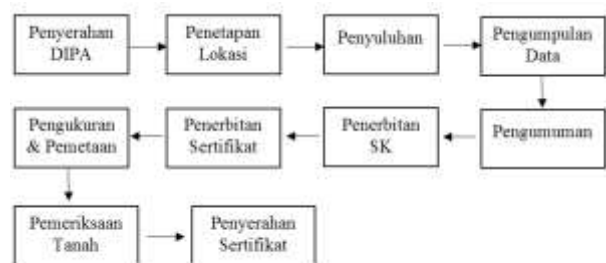 Penyerahan
DIPA
Penetapan
Lokasi
Penyuluhan
Pengumpulan
Data
Pengukuran
& Pemetaan
Penerbitan
Sertifikat
Penerbitan
SK
Pengumuman
Pemeriksaan
Tanah
Penyerahan
Sertifikat